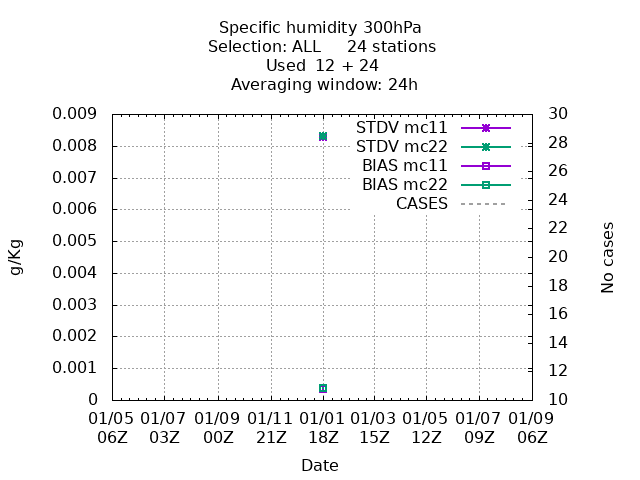 Specific humidity 300hPa
Selection: ALL     24 stations
Used  12 + 24
Averaging window: 24h
0.009
0.008
0.007
0.006
0.005
0.004
0.003
0.002
0.001
0
30
28
26
24
22
20
18
16
14
12
10
STDV mc11
STDV mc22
BIAS mc11
BIAS mc22
CASES
g/Kg
No cases
01/05 01/07 01/09 01/11 01/01 01/03 01/05 01/07 01/09
06Z 03Z 00Z 21Z 18Z 15Z 12Z 09Z 06Z
Date